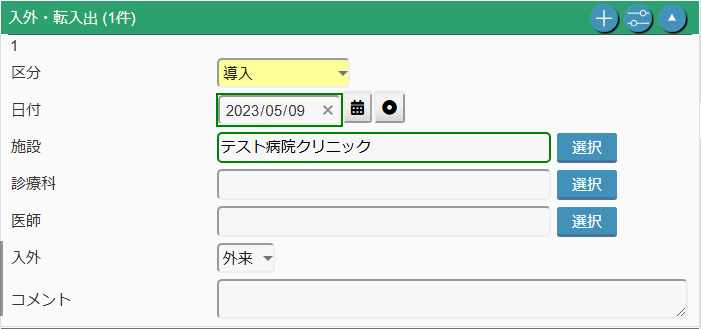 入外・転入出 (1件)
1
区分 導入
日付 2023/05/09 ×
施設 テスト病院クリニック 選択
診療科 選択
医師 選択
入外 外来
コメント